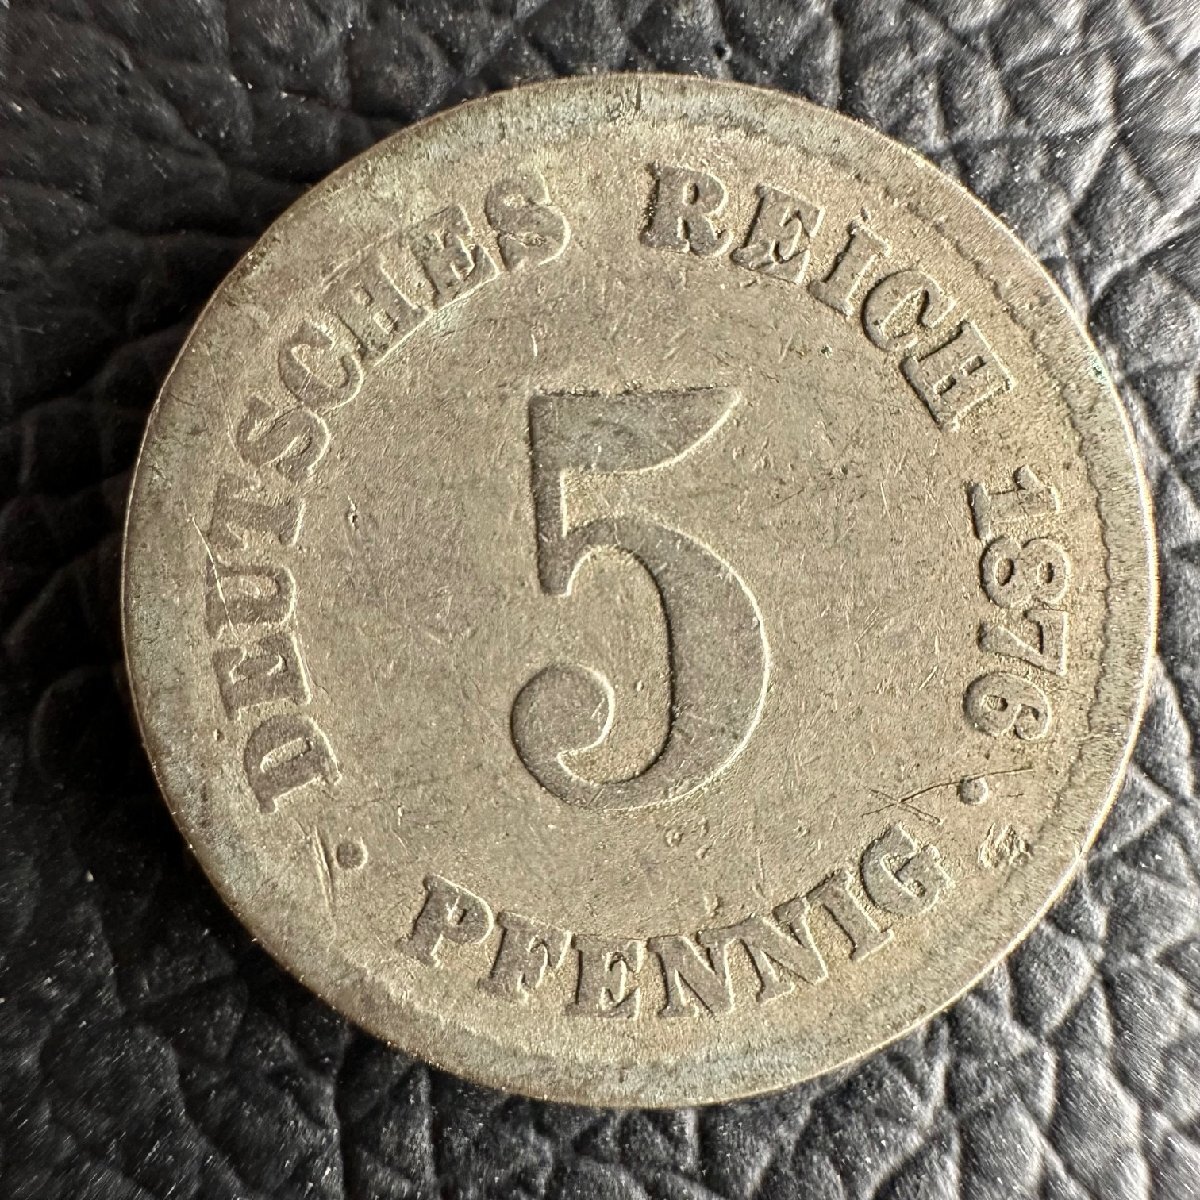 DEUTSCHES REICH 1876.
5
. PFENNIG